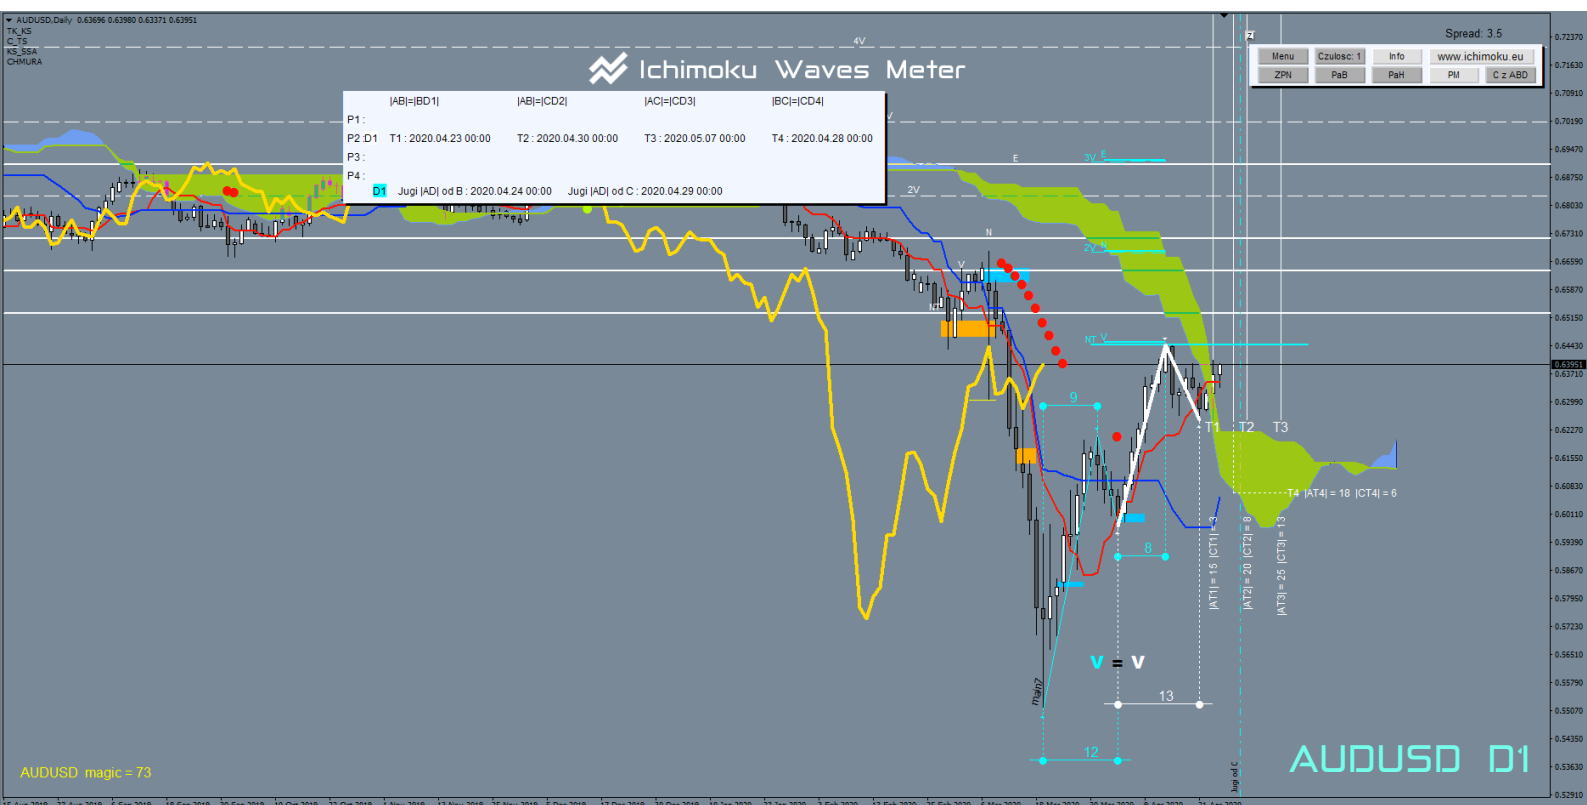 AUDUSD,Daily 0.63696 0.63980 0.63371 0.63951
TK_KS
C_TS
KS_SSA
CHMURA
Spread: 3.5
Menu Czulosc: 1 Info www.ichimoku.eu
ZPN PaB PaH PM C z ABD
Ichimoku Waves Meter
|AB|=|BD1| |AB|=|CD2| |AC|=|CD3| |BC|=|CD4|
P1 :
P2 :D1 T1 : 2020.04.23 00:00 T2 : 2020.04.30 00:00 T3 : 2020.05.07 00:00 T4 : 2020.04.28 00:00
P3 :
P4 :
D1 Jugi |AD| od B : 2020.04.24 00:00 Jugi |AD| od C : 2020.04.29 00:00
4V
V
E
3V E
2V
N
2V N
V
NT
NT V
9
T1 T2 T3
T4 |AT4| = 18 |CT4| = 6
|AT1| = 15 |CT1| = 3
|AT2| = 20 |CT2| = 8
|AT3| = 25 |CT3| = 13
8
V = V
main7
13
12
Jugi od C
AUDUSD D1
AUDUSD magic = 73
0.72370
0.71630
0.70910
0.70190
0.69470
0.68750
0.68030
0.67310
0.66590
0.65870
0.65150
0.64430
0.63951
0.63710
0.62990
0.62270
0.61550
0.60830
0.60110
0.59390
0.58670
0.57950
0.57230
0.56510
0.55790
0.55070
0.54350
0.53630
0.52910